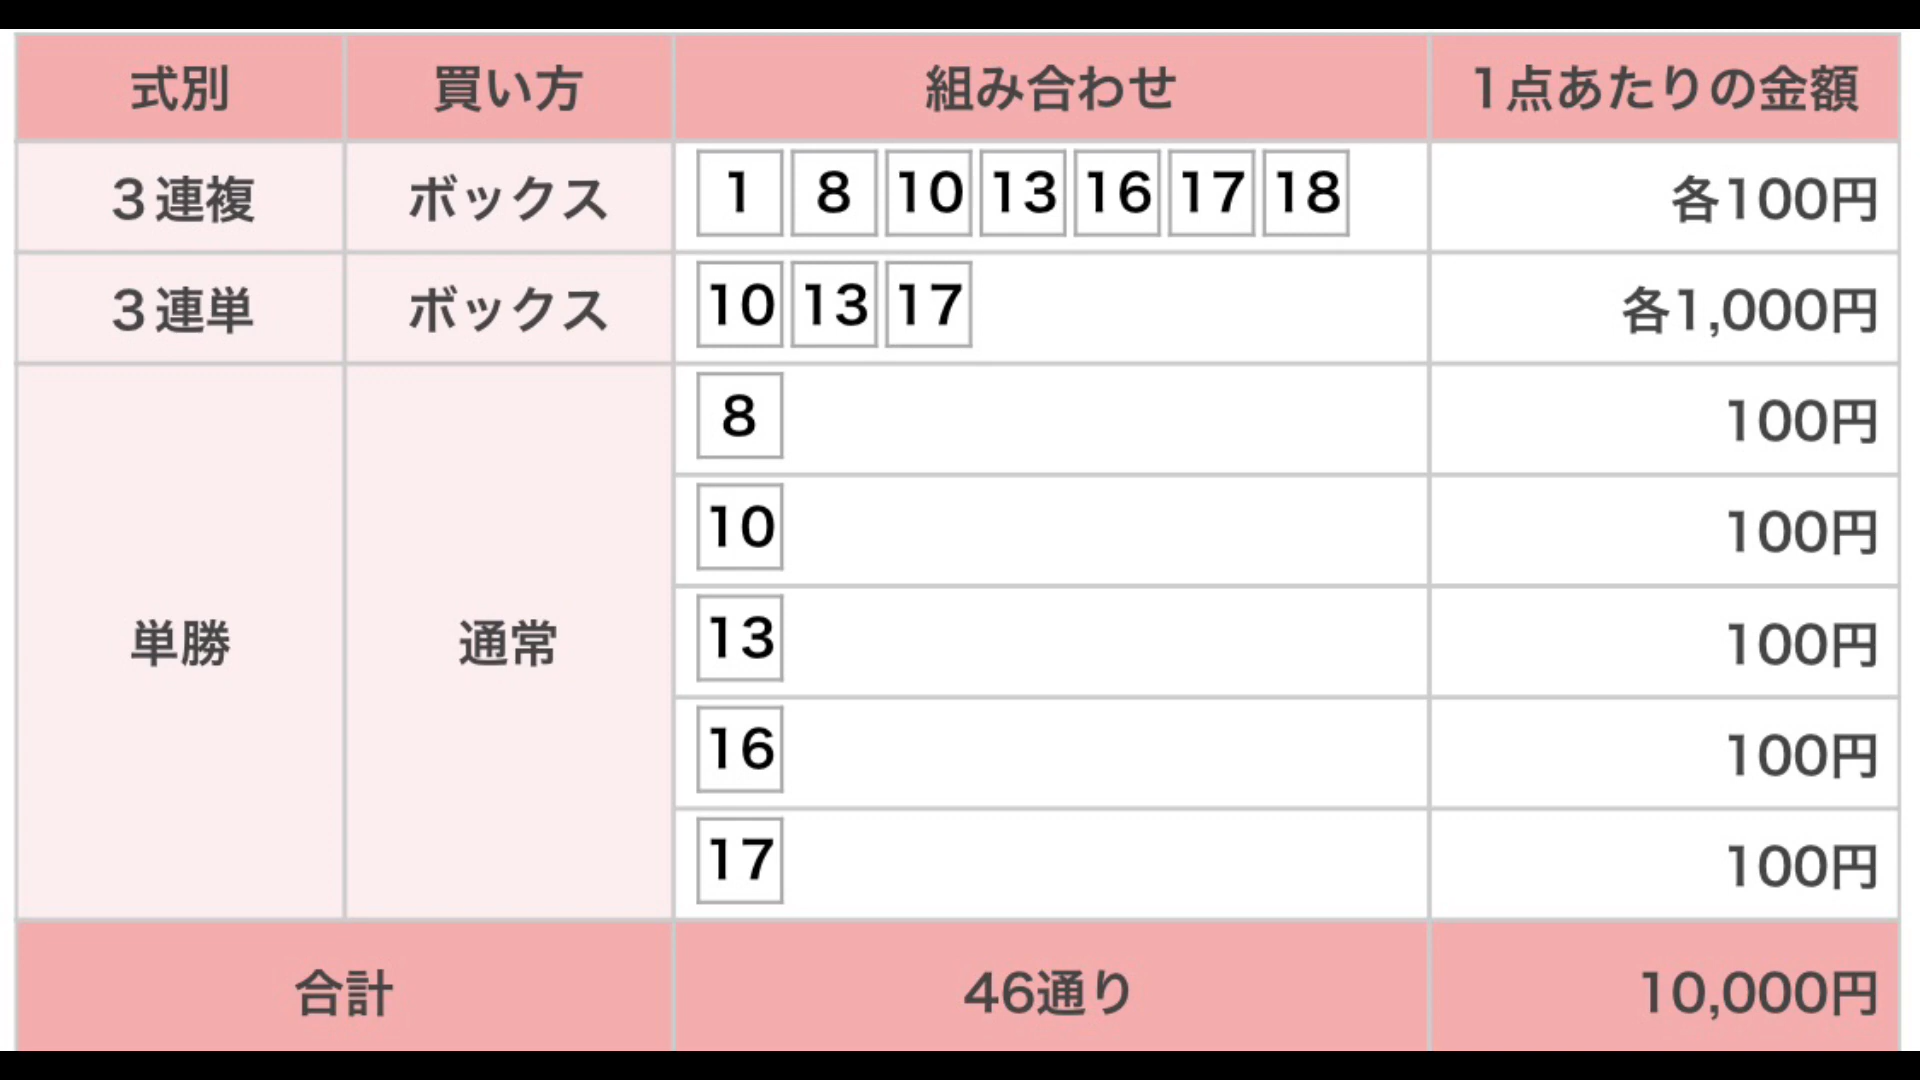 式別 買い方 組み合わせ 1点あたりの金額
３連複 ボックス 1 8 10 13 16 17 18 各100円
３連単 ボックス 10 13 17 各1,000円
単勝 通常 8 100円
10 100円
13 100円
16 100円
17 100円
合計 46通り 10,000円